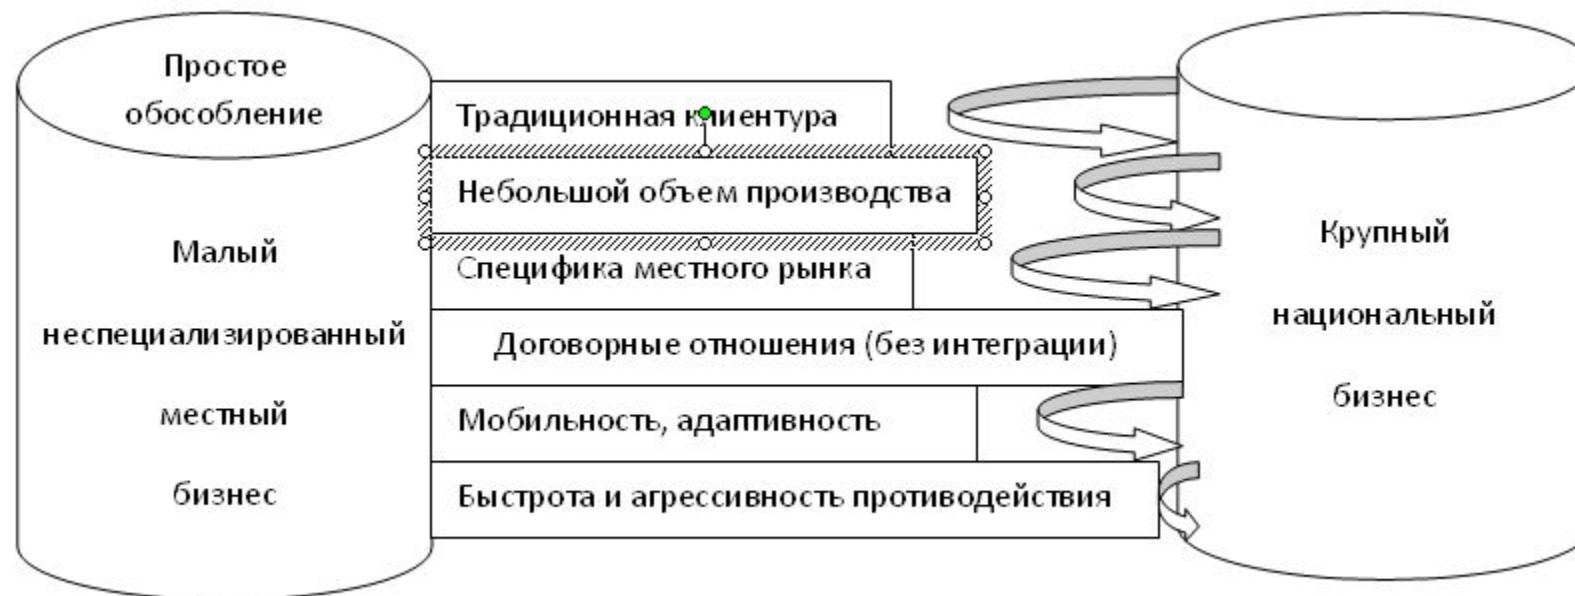 Простое
обособление
Малый
неспециализированный
местный
бизнес
Традиционная клиентура
Небольшой объем производства
Специфика местного рынка
Договорные отношения (без интеграции)
Мобильность, адаптивность
Быстрота и агрессивность противодействия
Крупный
национальный
бизнес